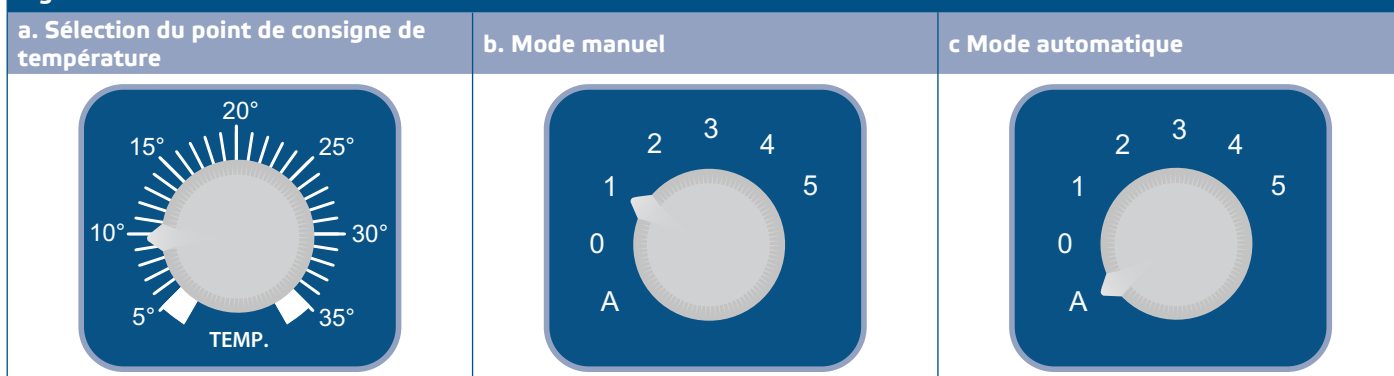 a. Sélection du point de consigne de
température
b. Mode manuel
c Mode automatique
20°
15°
25°
10°
30°
5°
35°
TEMP.
3
2
4
1
5
0
A
3
2
4
1
5
0
A